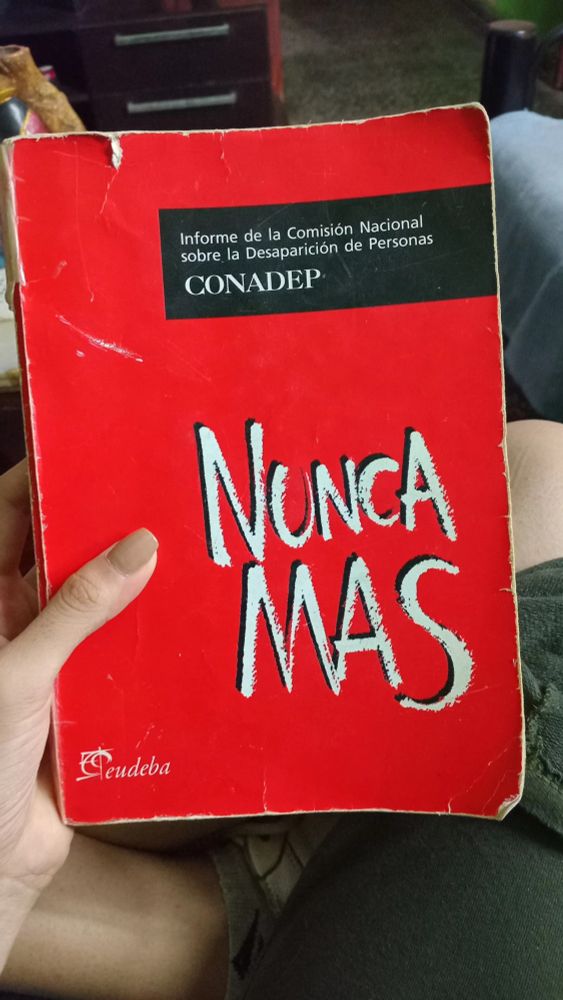 Informe de la Comisión Nacional
sobre la Desaparición de Personas
CONADEP
NUNCA
MAS
eudeba